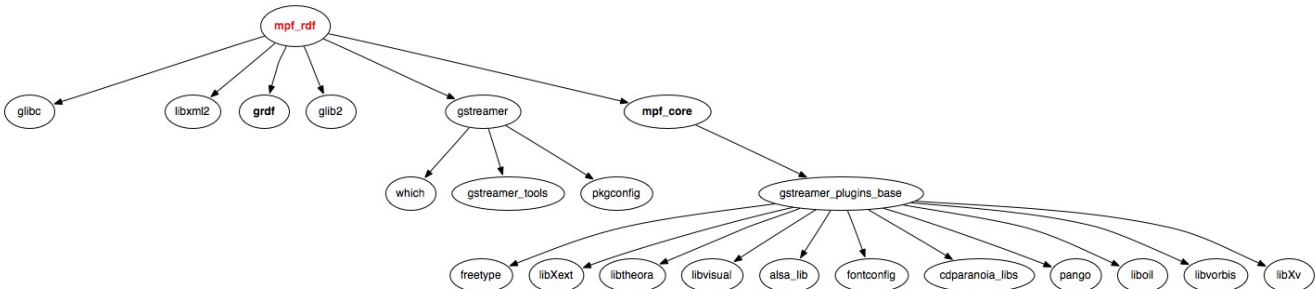 mpf_rdf
glibc
libxml2
grdf
glib2
gstreamer
mpf_core
which
gstreamer_tools
pkgconfig
gstreamer_plugins_base
freetype
libXext
libtheora
libvisual
alsa_lib
fontconfig
cdparanoia_libs
pango
liboil
libvorbis
libXv